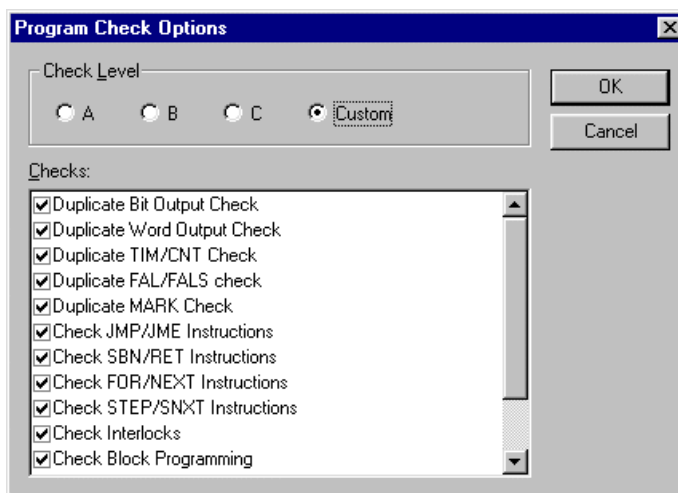 Program Check Options
Check Level
A B C Custom
OK
Cancel
Checks:
Duplicate Bit Output Check
Duplicate Word Output Check
Duplicate TIM/CNT Check
Duplicate FAL/FALS check
Duplicate MARK Check
Check JMP/JME Instructions
Check SBN/RET Instructions
Check FOR/NEXT Instructions
Check STEP/SNXT Instructions
Check Interlocks
Check Block Programming